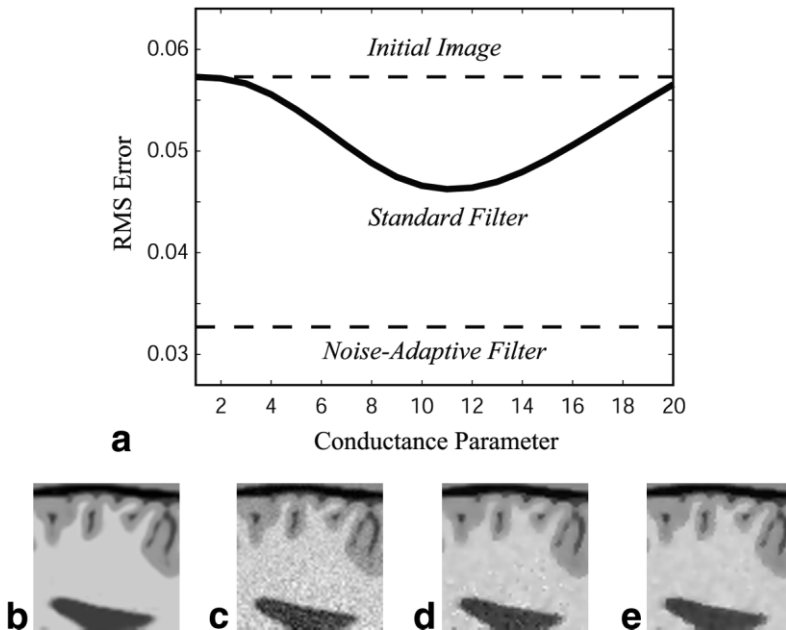 0.06
Initial Image
0.05
RMS Error
Standard Filter
0.04
0.03
Noise-Adaptive Filter
2 4 6 8 10 12 14 16 18 20
a
Conductance Parameter
b c d e